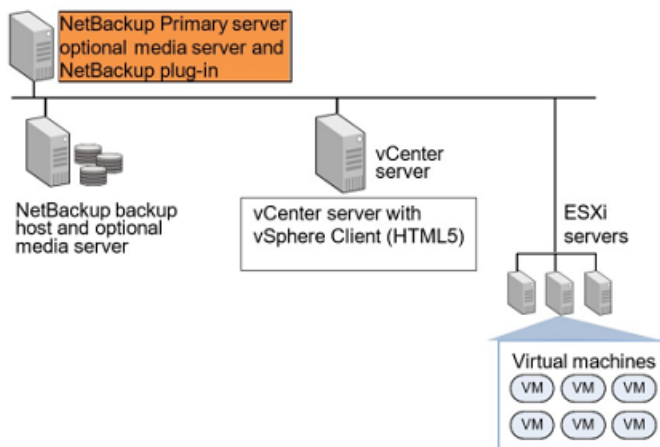 NetBackup Primary server
optional media server and
NetBackup plug-in
vCenter
server
NetBackup backup
host and optional
media server
vCenter server with
vSphere Client (HTML5)
ESXi
servers
Virtual machines
VM VM VM
VM VM VM